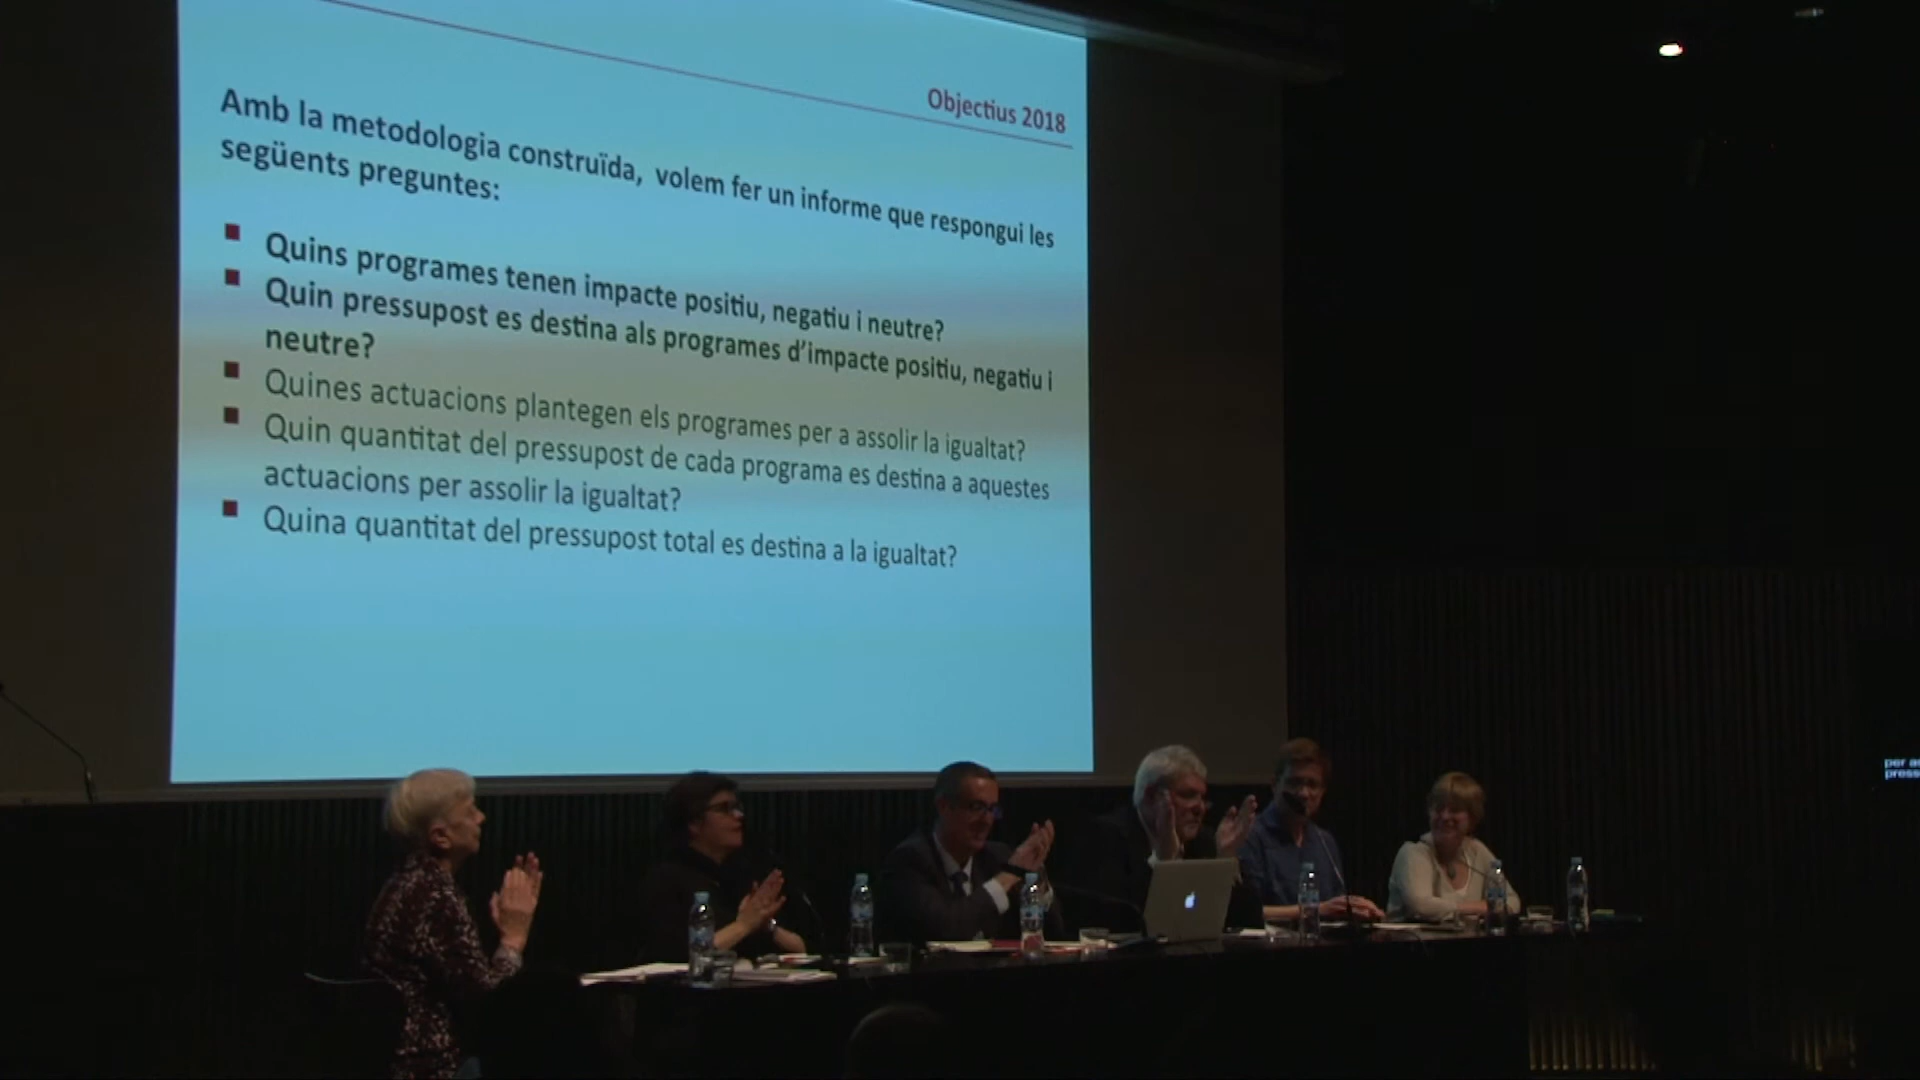 Objectius 2018
Amb la metodologia construïda, volem fer un informe que respongui les
següents preguntes:
Quins programes tenen impacte positiu, negatiu i neutre?
Quin pressupost es destina als programes d'impacte positiu, negatiu i
neutre?
Quines actuacions plantegen els programes per a assolir la igualtat?
Quin quantitat del pressupost de cada programa es destina a aquestes
actuacions per assolir la igualtat?
Quina quantitat del pressupost total es destina a la igualtat?
per